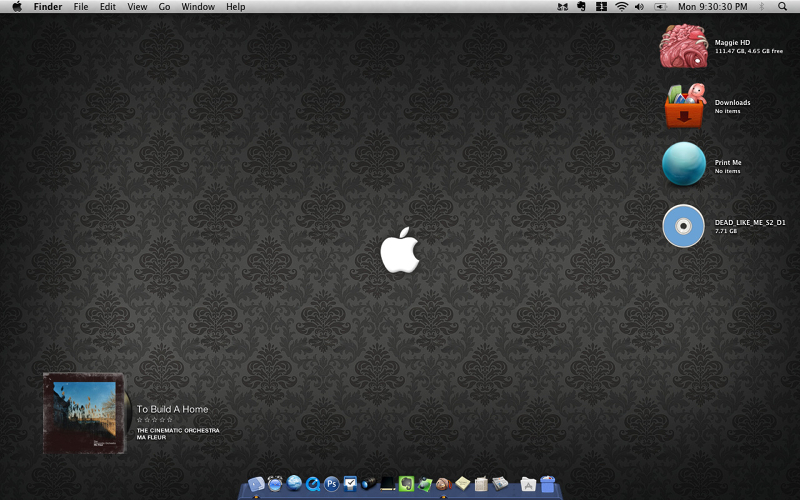 Finder File Edit View Go Window Help Mon 9:30:30 PM
Maggie HD
111.47 GB, 4.65 GB free
Downloads
No items
Print Me
No items
DEAD_LIKE_ME_S2_D1
7.71 GB
To Build A Home
THE CINEMATIC ORCHESTRA
MA FLEUR
Ps